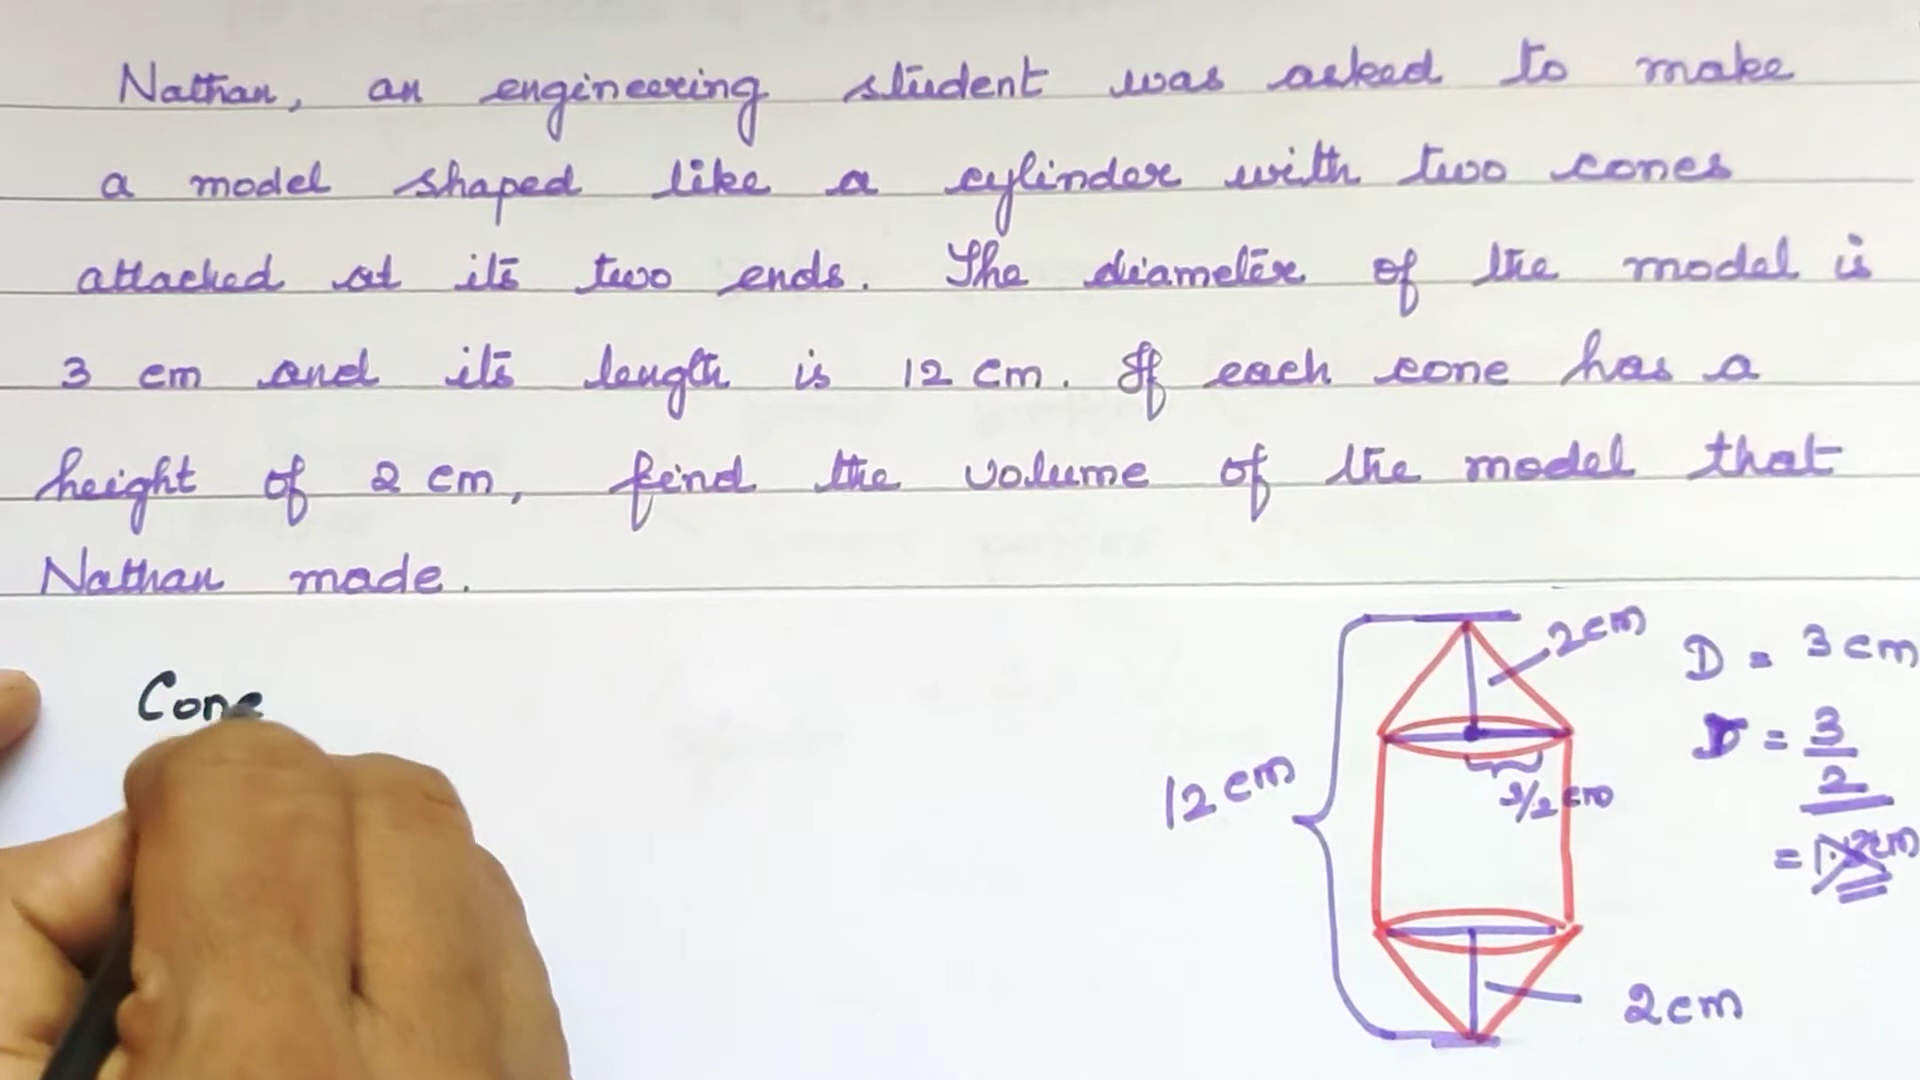 Nathan, an engineering student was asked to make
a model shaped like a cylinder with two cones
attached at its two ends. The diameter of the model is
3 cm and its length is 12 cm. If each cone has a
height of 2 cm, find the volume of the model that
Nathan made.
Cone
2cm
D = 3cm
r = 3/2
12cm
3/2 cm
2cm